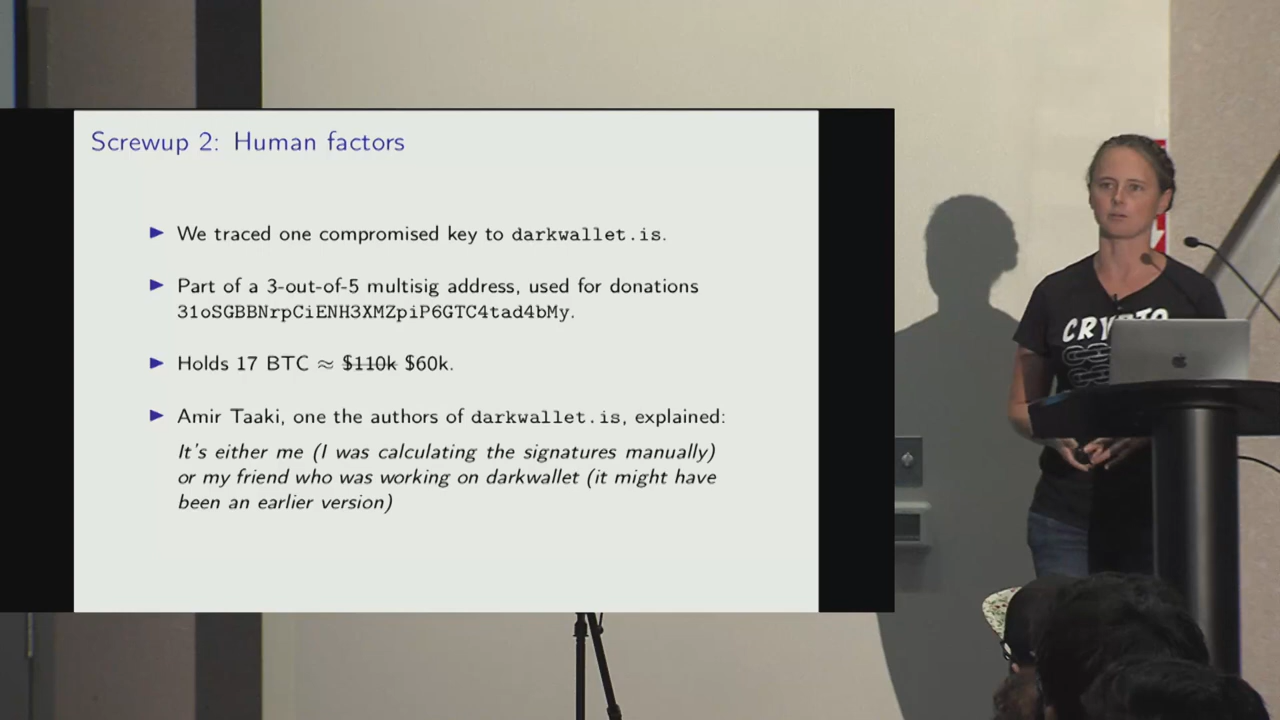 Screwup 2: Human factors
▶ We traced one compromised key to darkwallet.is.
▶ Part of a 3-out-of-5 multisig address, used for donations
31oSGBBNrpCiENH3XMZpiP6GTC4tad4bMy.
▶ Holds 17 BTC ≈ $110k $60k.
▶ Amir Taaki, one the authors of darkwallet.is, explained:
It's either me (I was calculating the signatures manually)
or my friend who was working on darkwallet (it might have
been an earlier version)
CRYPTO